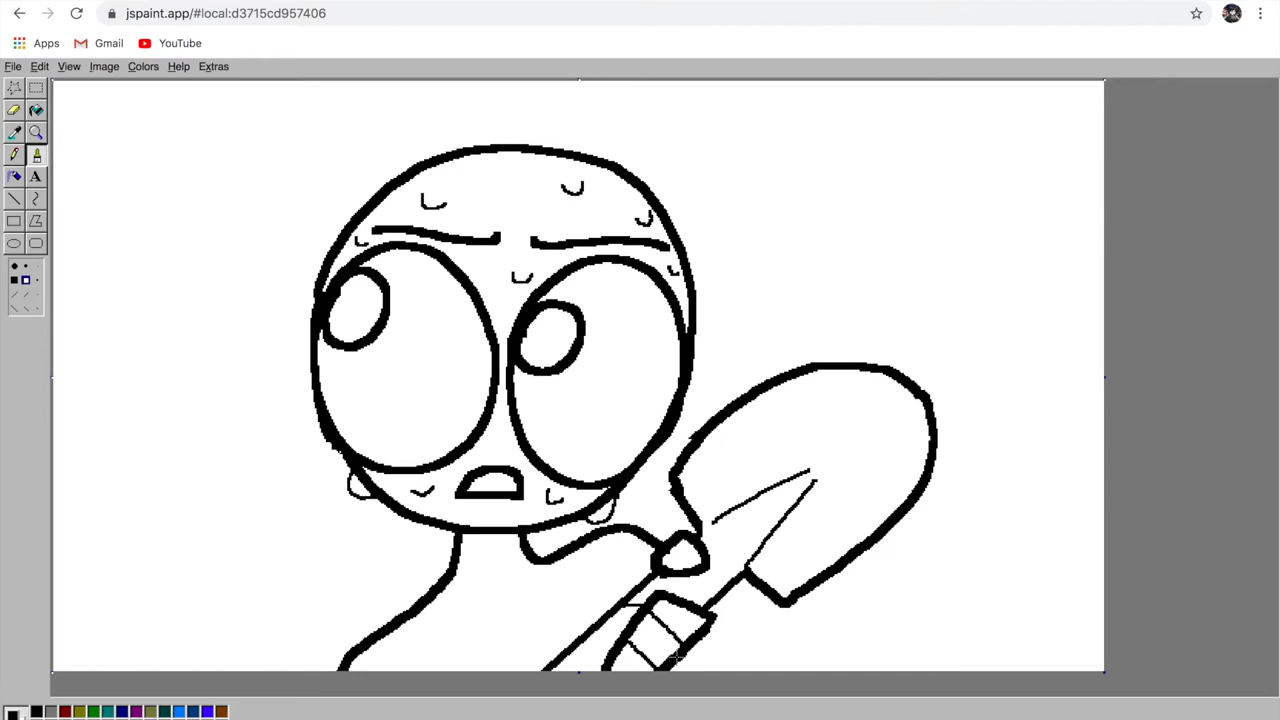 jspaint.app/#local:d3715cd957406
Apps Gmail YouTube
File Edit View Image Colors Help Extras
A